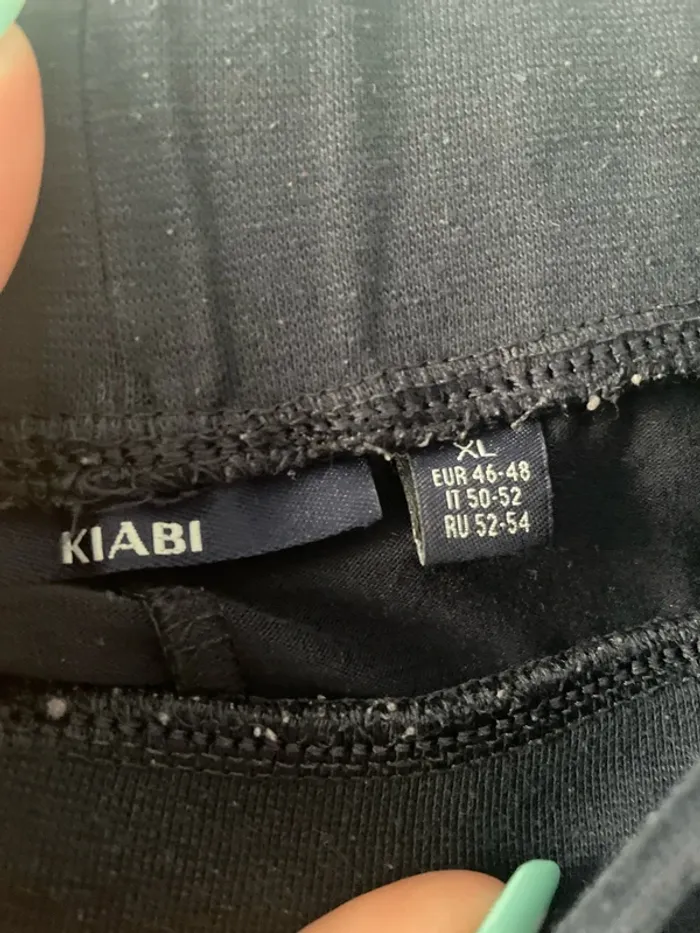 KIABI
XL
EUR 46-48
IT 50-52
RU 52-54